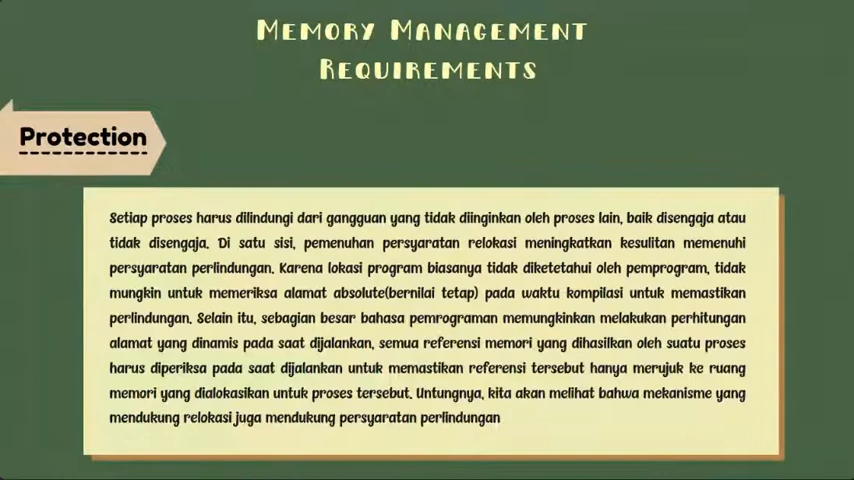 Memory Management
Requirements
Protection
Setiap proses harus dilindungi dari gangguan yang tidak diinginkan oleh proses lain, baik disengaja atau
tidak disengaja. Di satu sisi, pemenuhan persyaratan relokasi meningkatkan kesulitan memenuhi
persyaratan perlindungan. Karena lokasi program biasanya tidak diketetahui oleh pemprogram, tidak
mungkin untuk memeriksa alamat absolute(bernilai tetap) pada waktu kompilasi untuk memastikan
perlindungan. Selain itu, sebagian besar bahasa pemrograman memungkinkan melakukan perhitungan
alamat yang dinamis pada saat dijalankan, semua referensi memori yang dihasilkan oleh suatu proses
harus diperiksa pada saat dijalankan untuk memastikan referensi tersebut hanya merujuk ke ruang
memori yang dialokasikan untuk proses tersebut. Untungnya, kita akan melihat bahwa mekanisme yang
mendukung relokasi juga mendukung persyaratan perlindungan